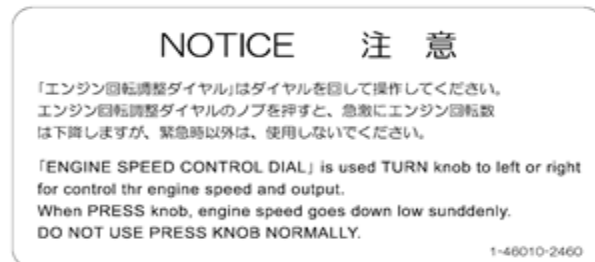 NOTICE 注 意
「エンジン回転調整ダイヤル」はダイヤルを回して操作してください。
エンジン回転調整ダイヤルのノブを押すと、急激にエンジン回転数
は下降しますが、緊急時以外は、使用しないでください。
「ENGINE SPEED CONTROL DIAL」 is used TURN knob to left or right
for control thr engine speed and output.
When PRESS knob, engine speed goes down low sunddenly.
DO NOT USE PRESS KNOB NORMALLY.
1-46010-2460